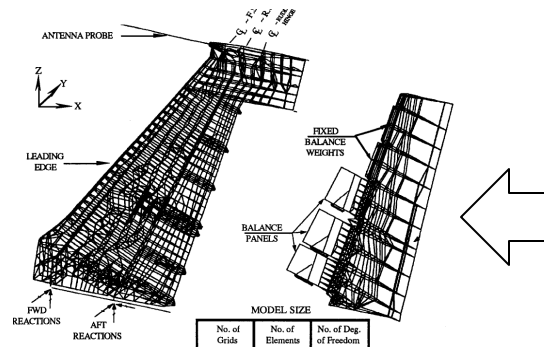 ANTENNA PROBE
Z
Y
X
LEADING
EDGE
FIXED
BALANCE
WEIGHTS
BALANCE
PANELS
FWD
REACTIONS
AFT
REACTIONS
MODEL SIZE
No. of
Grids
No. of
Elements
No. of Deg.
of Freedom